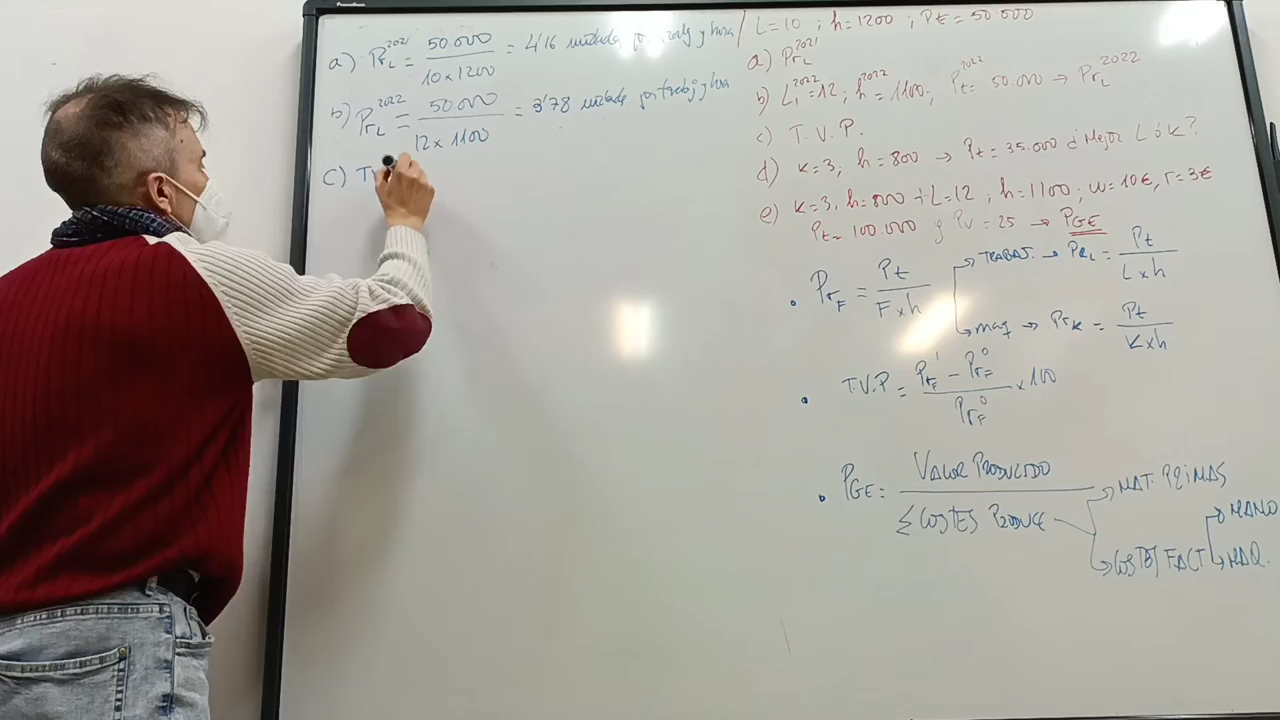 a) Pr_L^2021 = 50 000 / 10 x 1200 = 4'16 unidades por trabj y hora
b) Pr_L^2022 = 50 000 / 12 x 1100 = 3'78 unidades por trabj y hora
c) TV
L = 10 ; h = 1200 ; Pt = 50 000
a) Pr_L^2021
b) L^2022 = 12 ; h^2022 = 1100 ; Pt^2022 = 50.000 → Pr_L^2022
c) T.V.P.
d) K = 3, h = 800 → Pt = 35.000 ¿Mejor L ó K?
e) K = 3, h = 800 + L = 12 ; h = 1100 ; w = 10€, r = 3€
Pt = 100.000 y Pv = 25 → PGE
• Pr_F = Pt / F x h
→ TRABAJ. → Pr_L = Pt / L x h
→ maq → Pr_K = Pt / K x h
• T.V.P = Pr_F^1 - Pr_F^0 / Pr_F^0 x 100
• PGE = VALOR PRODUCIDO / Σ COSTES PRODUCC
→ MAT. PRIMAS
→ COSTES FACT
→ MANO
→ MAQ.